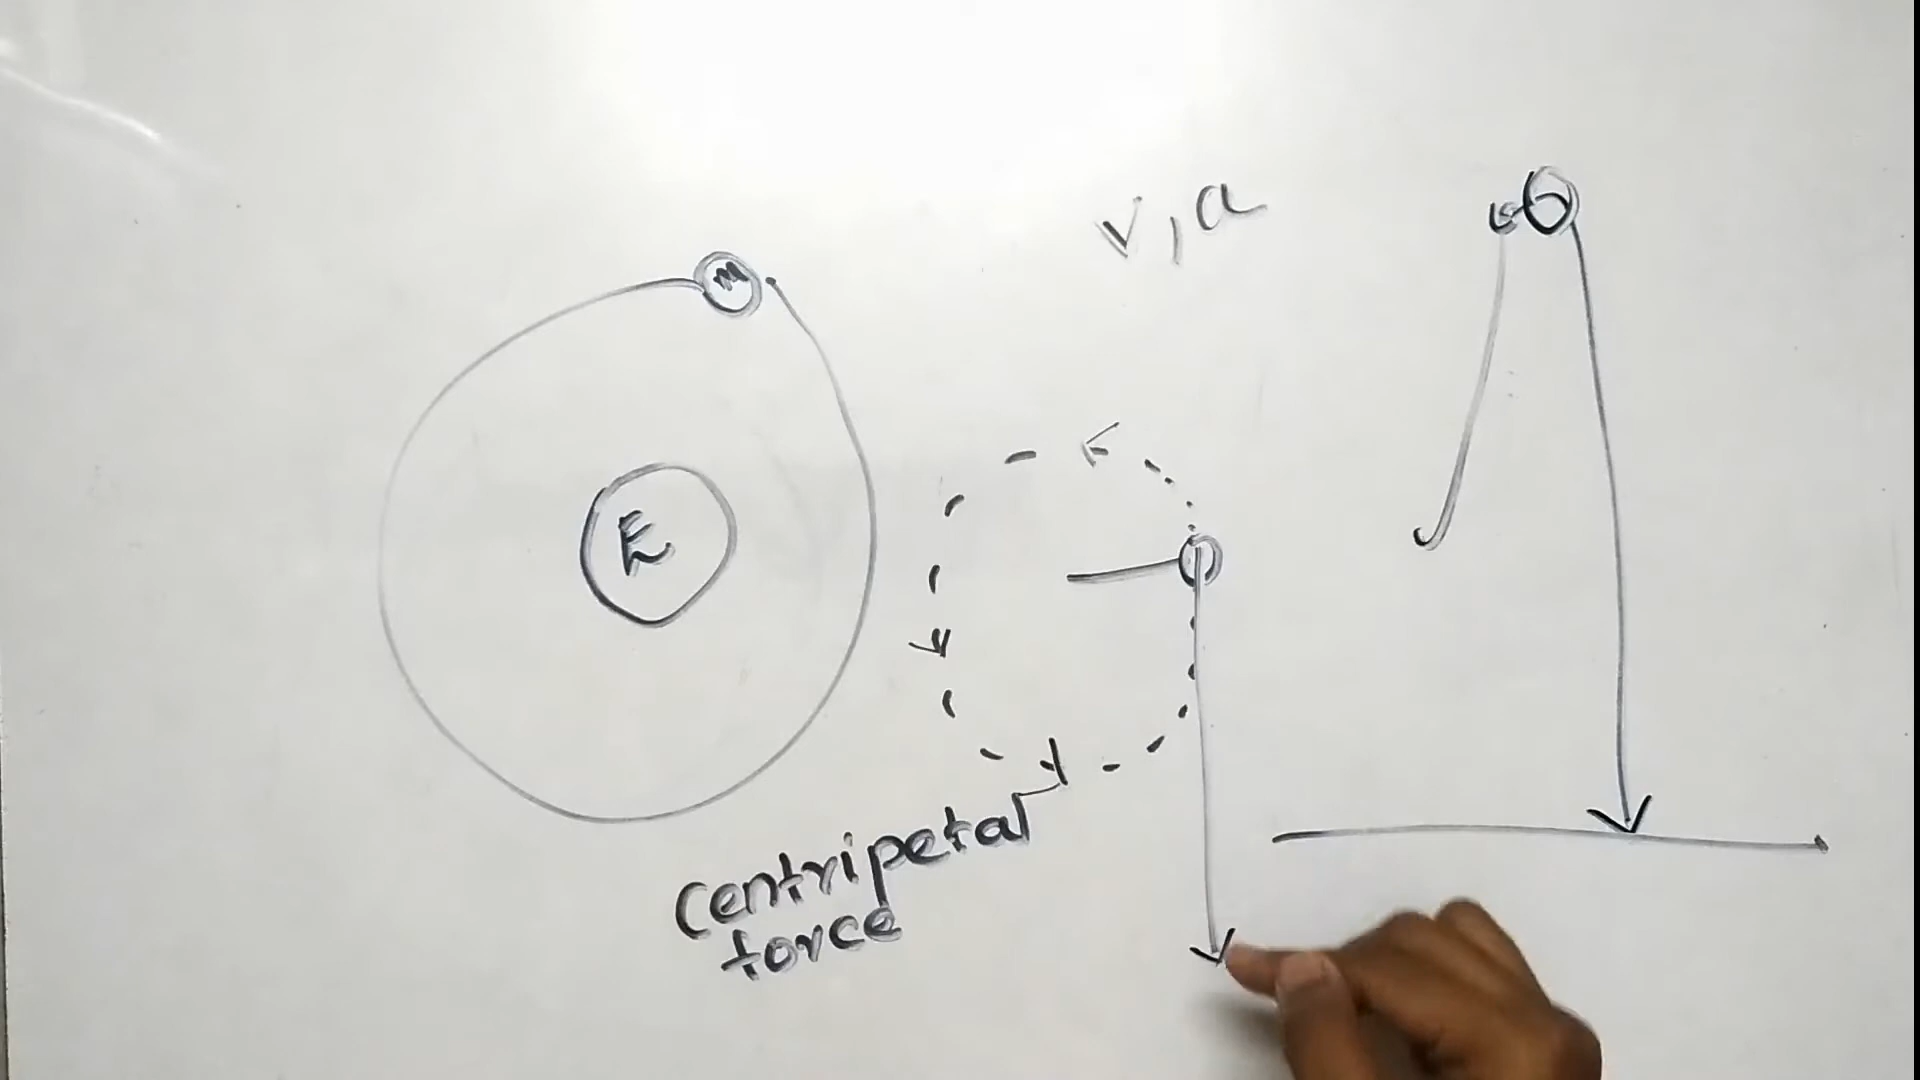 v, a
m
E
Centripetal
force